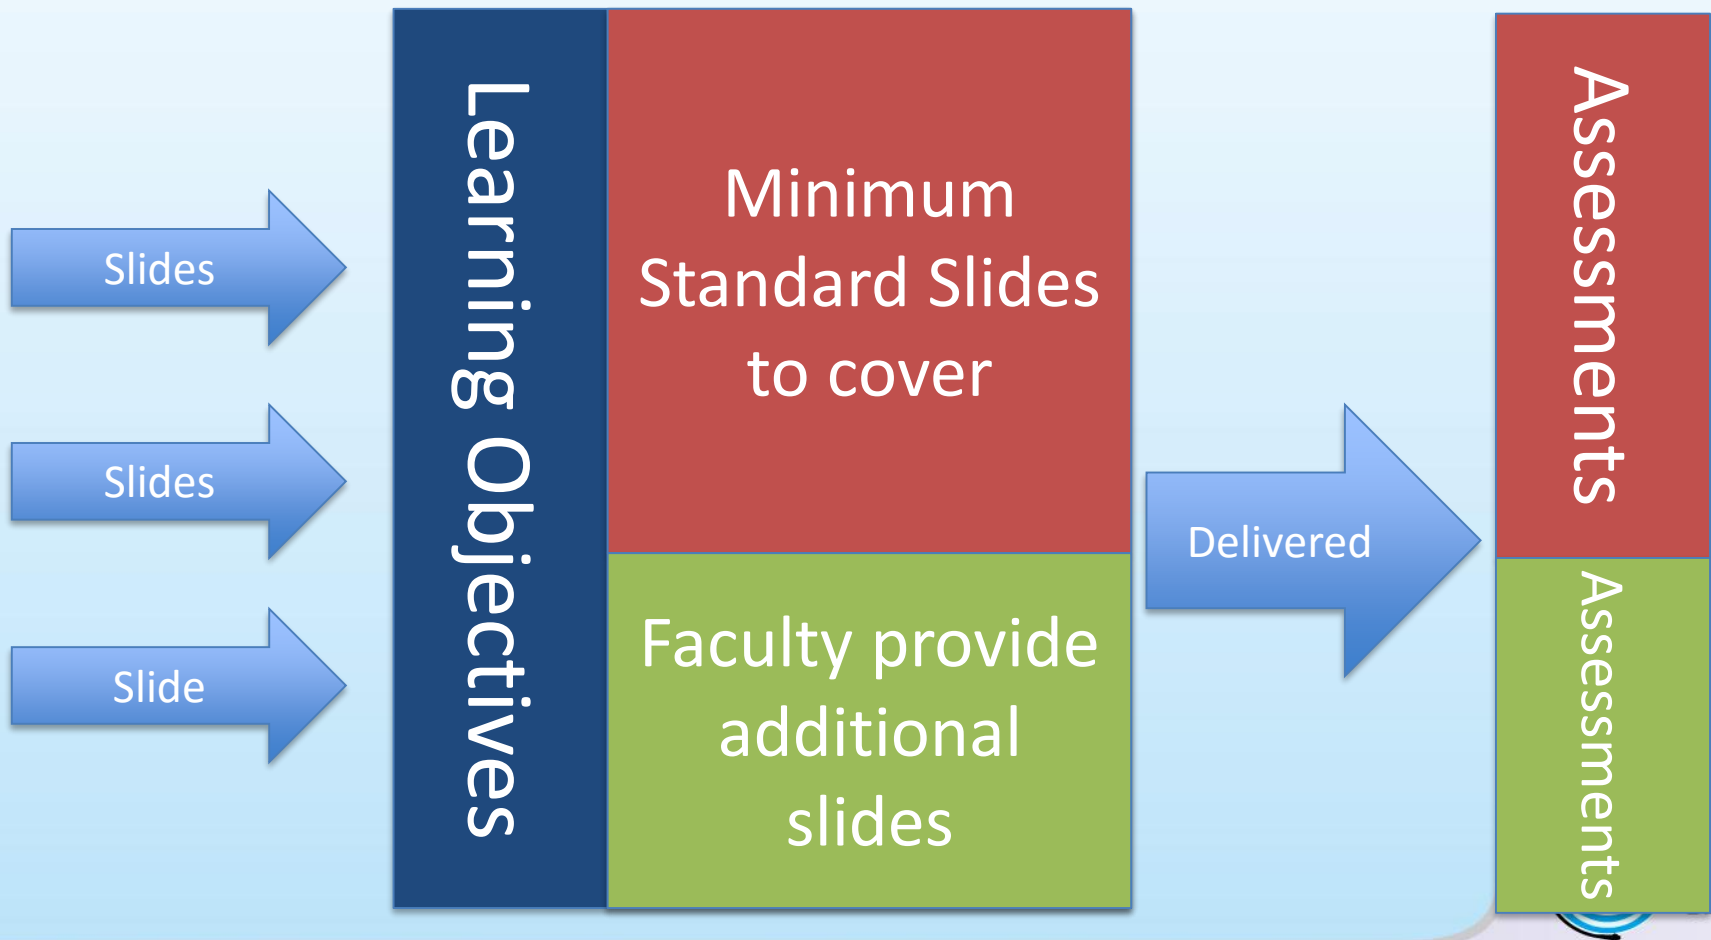 Slides
Slides
Slide
Learning Objectives
Minimum
Standard Slides
to cover
Faculty provide
additional
slides
Delivered
Assessments
Assessments